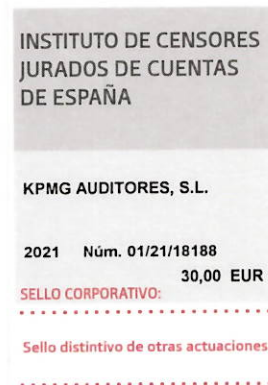 INSTITUTO DE CENSORES
JURADOS DE CUENTAS
DE ESPAÑA
KPMG AUDITORES, S.L.
2021 Núm. 01/21/18188
30,00 EUR
SELLO CORPORATIVO:
Sello distintivo de otras actuaciones